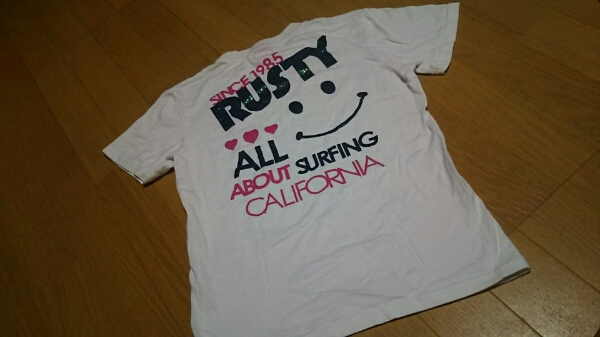 SINCE 1985
RUSTY
ALL
ABOUT SURFING
CALIFORNIA